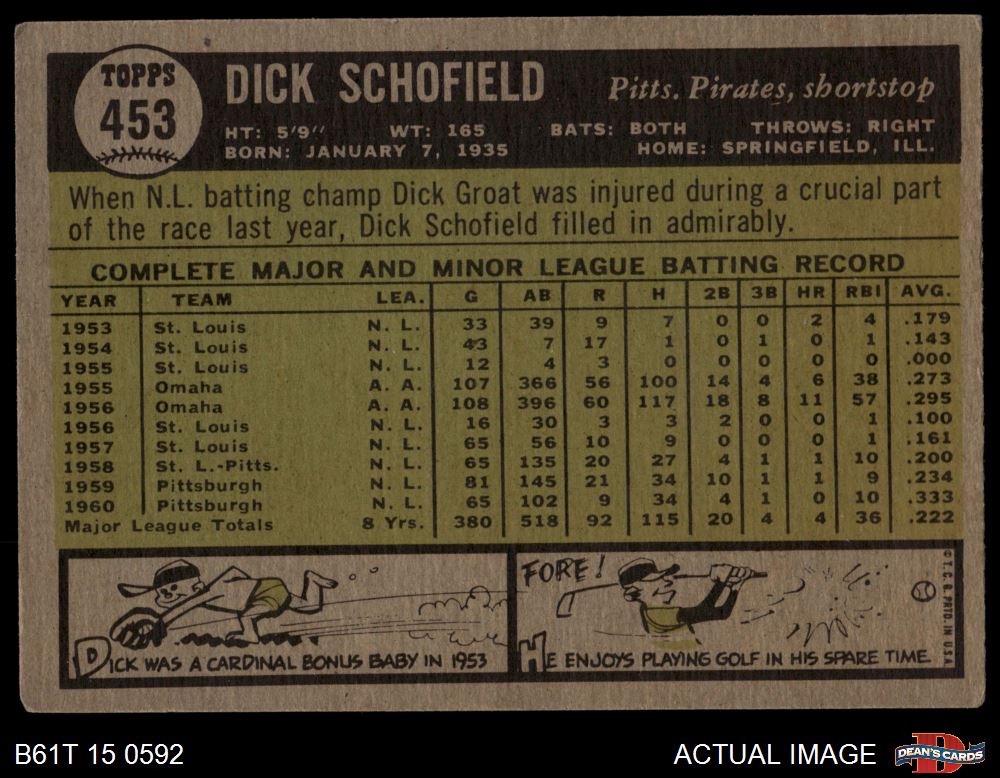 TOPPS
453
DICK SCHOFIELD
Pitts. Pirates, shortstop
HT: 5'9" WT: 165 BATS: BOTH THROWS: RIGHT
BORN: JANUARY 7, 1935 HOME: SPRINGFIELD, ILL.
When N.L. batting champ Dick Groat was injured during a crucial part
of the race last year, Dick Schofield filled in admirably.
COMPLETE MAJOR AND MINOR LEAGUE BATTING RECORD
YEAR TEAM LEA. G AB R H 2B 3B HR RBI AVG.
1953 St. Louis N. L. 33 39 9 7 0 0 2 4 .179
1954 St. Louis N. L. 43 7 17 1 0 1 0 1 .143
1955 St. Louis N. L. 12 4 3 0 0 0 0 0 .000
1955 Omaha A. A. 107 366 56 100 14 4 6 38 .273
1956 Omaha A. A. 108 396 60 117 18 8 11 57 .295
1956 St. Louis N. L. 16 30 3 3 2 0 0 1 .100
1957 St. Louis N. L. 65 56 10 9 0 0 0 1 .161
1958 St. L.-Pitts. N. L. 65 135 20 27 4 1 1 10 .200
1959 Pittsburgh N. L. 81 145 21 34 10 1 1 9 .234
1960 Pittsburgh N. L. 65 102 9 34 4 1 0 10 .333
Major League Totals 8 Yrs. 380 518 92 115 20 4 4 36 .222
DICK WAS A CARDINAL BONUS BABY IN 1953
FORE!
HE ENJOYS PLAYING GOLF IN HIS SPARE TIME.
© T. C. G. PRTD. IN U.S.A.
B61T 15 0592
ACTUAL IMAGE
D
DEAN'S CARDS